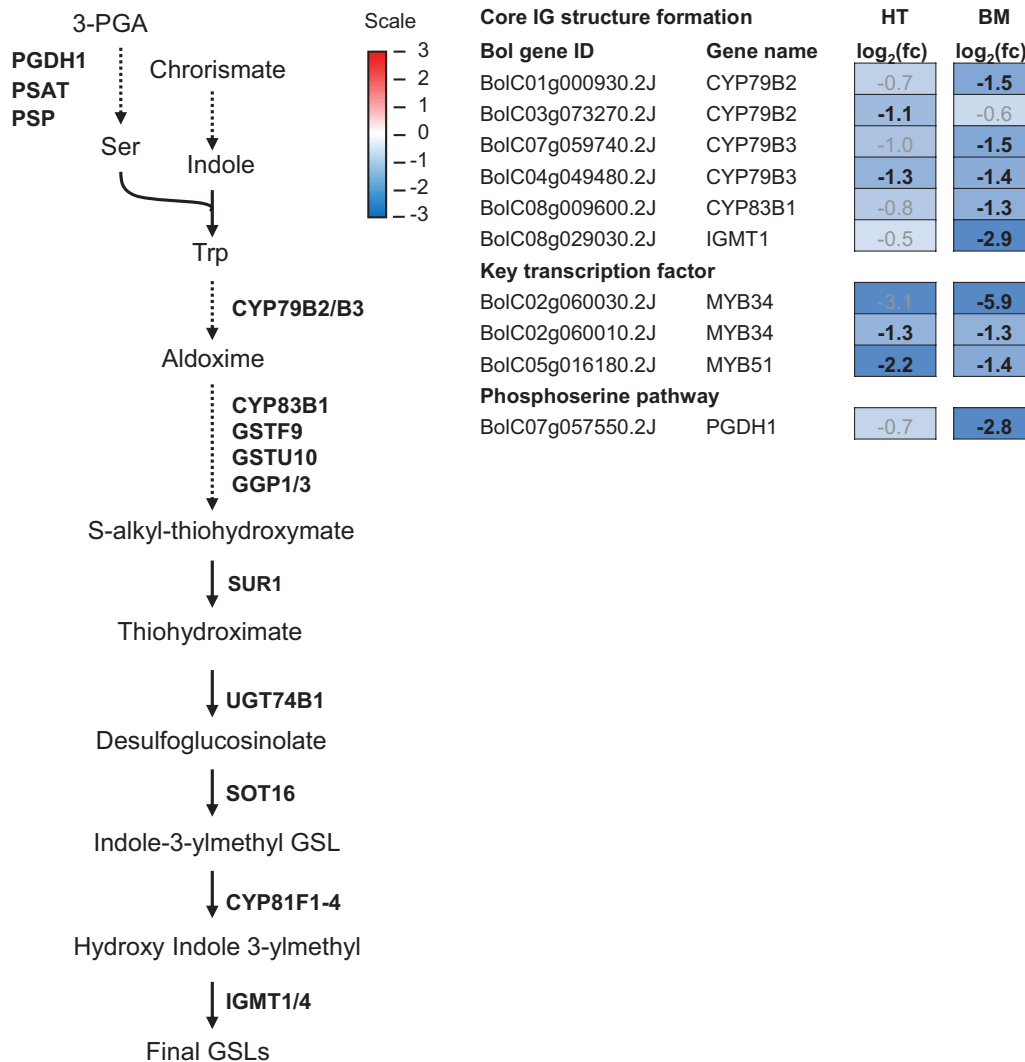 3-PGA
PGDH1
PSAT
PSP
Chrorismate
Ser
Indole
Trp
CYP79B2/B3
Aldoxime
CYP83B1
GSTF9
GSTU10
GGP1/3
S-alkyl-thiohydroxymate
SUR1
Thiohydroximate
UGT74B1
Desulfoglucosinolate
SOT16
Indole-3-ylmethyl GSL
CYP81F1-4
Hydroxy Indole 3-ylmethyl
IGMT1/4
Final GSLs
Scale
3
2
1
0
-1
-2
-3
Core IG structure formation HT BM
Bol gene ID Gene name log2(fc) log2(fc)
BolC01g000930.2J CYP79B2 -0.7 -1.5
BolC03g073270.2J CYP79B2 -1.1 -0.6
BolC07g059740.2J CYP79B3 -1.0 -1.5
BolC04g049480.2J CYP79B3 -1.3 -1.4
BolC08g009600.2J CYP83B1 -0.8 -1.3
BolC08g029030.2J IGMT1 -0.5 -2.9
Key transcription factor
BolC02g060030.2J MYB34 -3.1 -5.9
BolC02g060010.2J MYB34 -1.3 -1.3
BolC05g016180.2J MYB51 -2.2 -1.4
Phosphoserine pathway
BolC07g057550.2J PGDH1 -0.7 -2.8